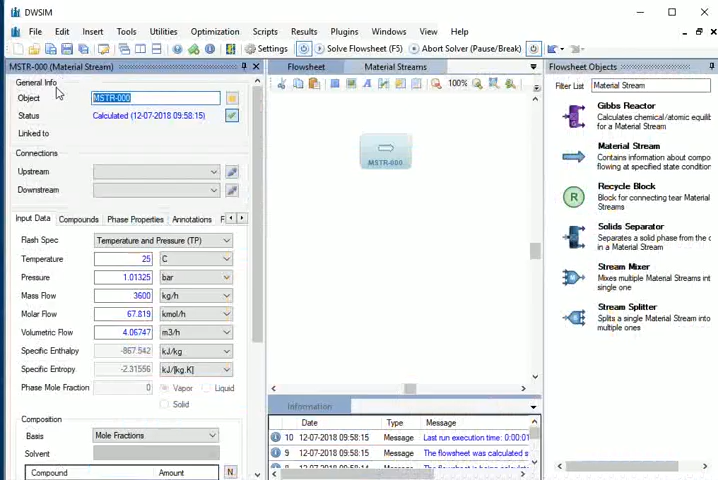 DWSIM
File Edit Insert Tools Utilities Optimization Scripts Results Plugins Windows View Help
Settings Solve Flowsheet (F5) Abort Solver (Pause/Break)
MSTR-000 (Material Stream)
General Info
Object MSTR-000
Status Calculated (12-07-2018 09:58:15)
Linked to
Connections
Upstream
Downstream
Input Data Compounds Phase Properties Annotations F
Flash Spec Temperature and Pressure (TP)
Temperature 25 C
Pressure 1.01325 bar
Mass Flow 3600 kg/h
Molar Flow 67.819 kmol/h
Volumetric Flow 4.06747 m3/h
Specific Enthalpy -867.542 kJ/kg
Specific Entropy -2.31556 kJ/[kg.K]
Phase Mole Fraction 0 Vapor Liquid
Solid
Composition
Basis Mole Fractions
Solvent
Compound Amount N
Flowsheet Material Streams
100%
MSTR-000
Information
Date Type Message
10 12-07-2018 09:58:15 Message Last run execution time: 0:00:01
9 12-07-2018 09:58:15 Message The flowsheet was calculated s
Flowsheet Objects
Filter List Material Stream
Gibbs Reactor
Calculates chemical/atomic equilib
for a Material Stream
Material Stream
Contains information about compo
flowing at specified state condition
Recycle Block
R
Block for connecting tear Material
Streams
Solids Separator
Separates a solid phase from the c
in a Material Stream
Stream Mixer
Mixes multiple Material Streams int
single one
Stream Splitter
Splits a single Material Stream into
multiple ones